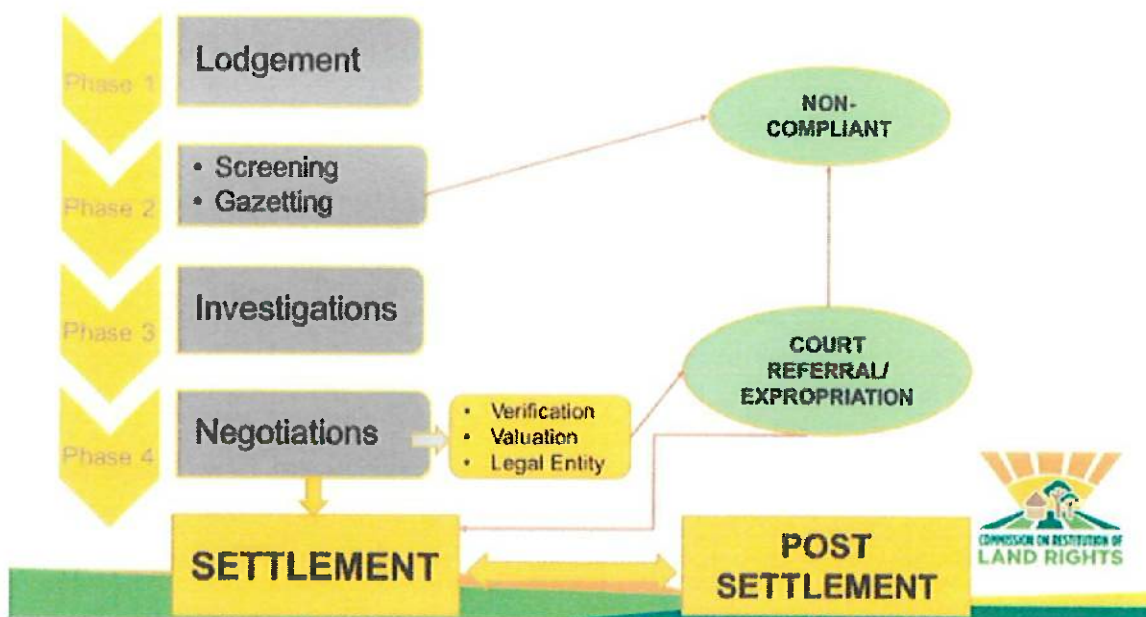 Phase 1
Lodgement
Phase 2
• Screening
• Gazetting
NON-
COMPLIANT
Phase 3
Investigations
COURT
REFERRAL/
EXPROPRIATION
Phase 4
Negotiations
• Verification
• Valuation
• Legal Entity
SETTLEMENT
POST
SETTLEMENT
COMMISSION ON RESTITUTION OF
LAND RIGHTS